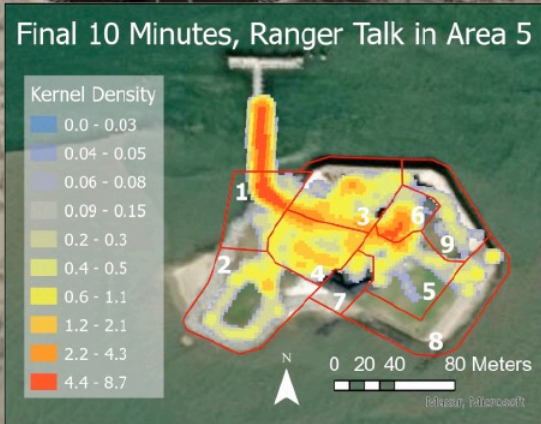 Final 10 Minutes, Ranger Talk in Area 5
Kernel Density
0.0 - 0.03
0.04 - 0.05
0.06 - 0.08
0.09 - 0.15
0.2 - 0.3
0.4 - 0.5
0.6 - 1.1
1.2 - 2.1
2.2 - 4.3
4.4 - 8.7
1
2
3
4
5
6
7
8
9
N
0 20 40 80 Meters
Maxar, Microsoft